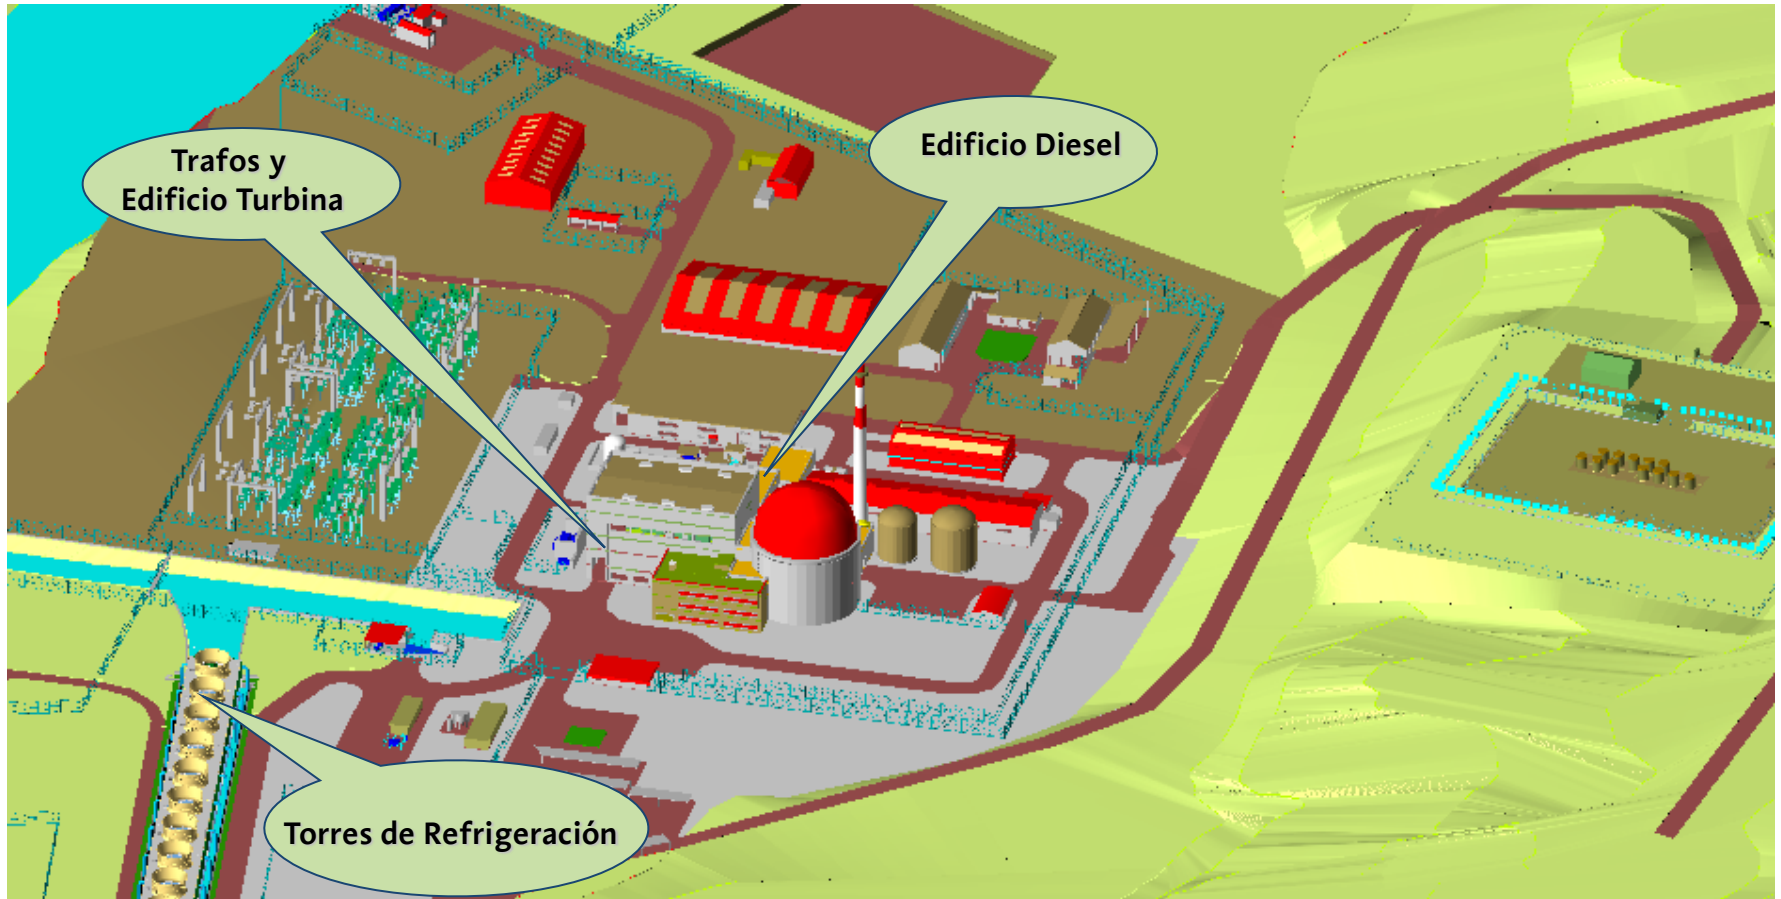 Trafos y
Edificio Turbina
Edificio Diesel
Torres de Refrigeración